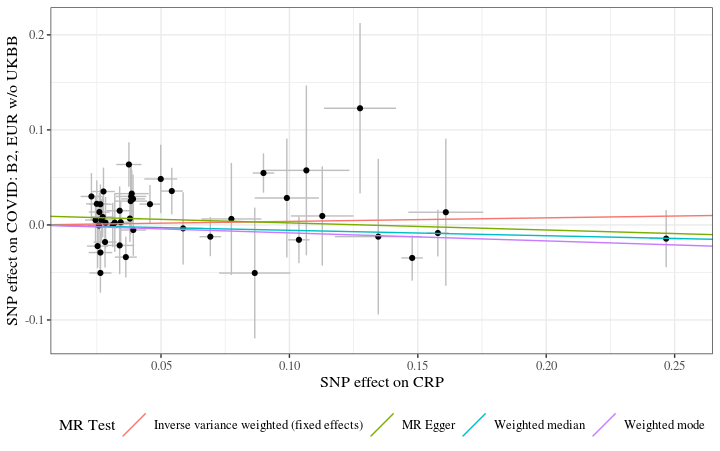 SNP effect on COVID: B2, EUR w/o UKBB
0.2
0.1
0.0
-0.1
0.05 0.10 0.15 0.20 0.25
SNP effect on CRP
MR Test Inverse variance weighted (fixed effects) MR Egger Weighted median Weighted mode